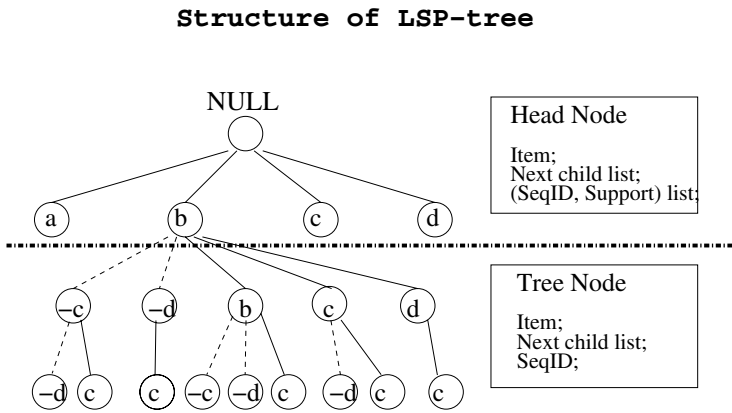 Structure of LSP-tree
NULL
Head Node
Item;
Next child list;
(SeqID, Support) list;
a b c d
Tree Node
Item;
Next child list;
SeqID;
−c −d b c d
−d c c −c −d c −d c c